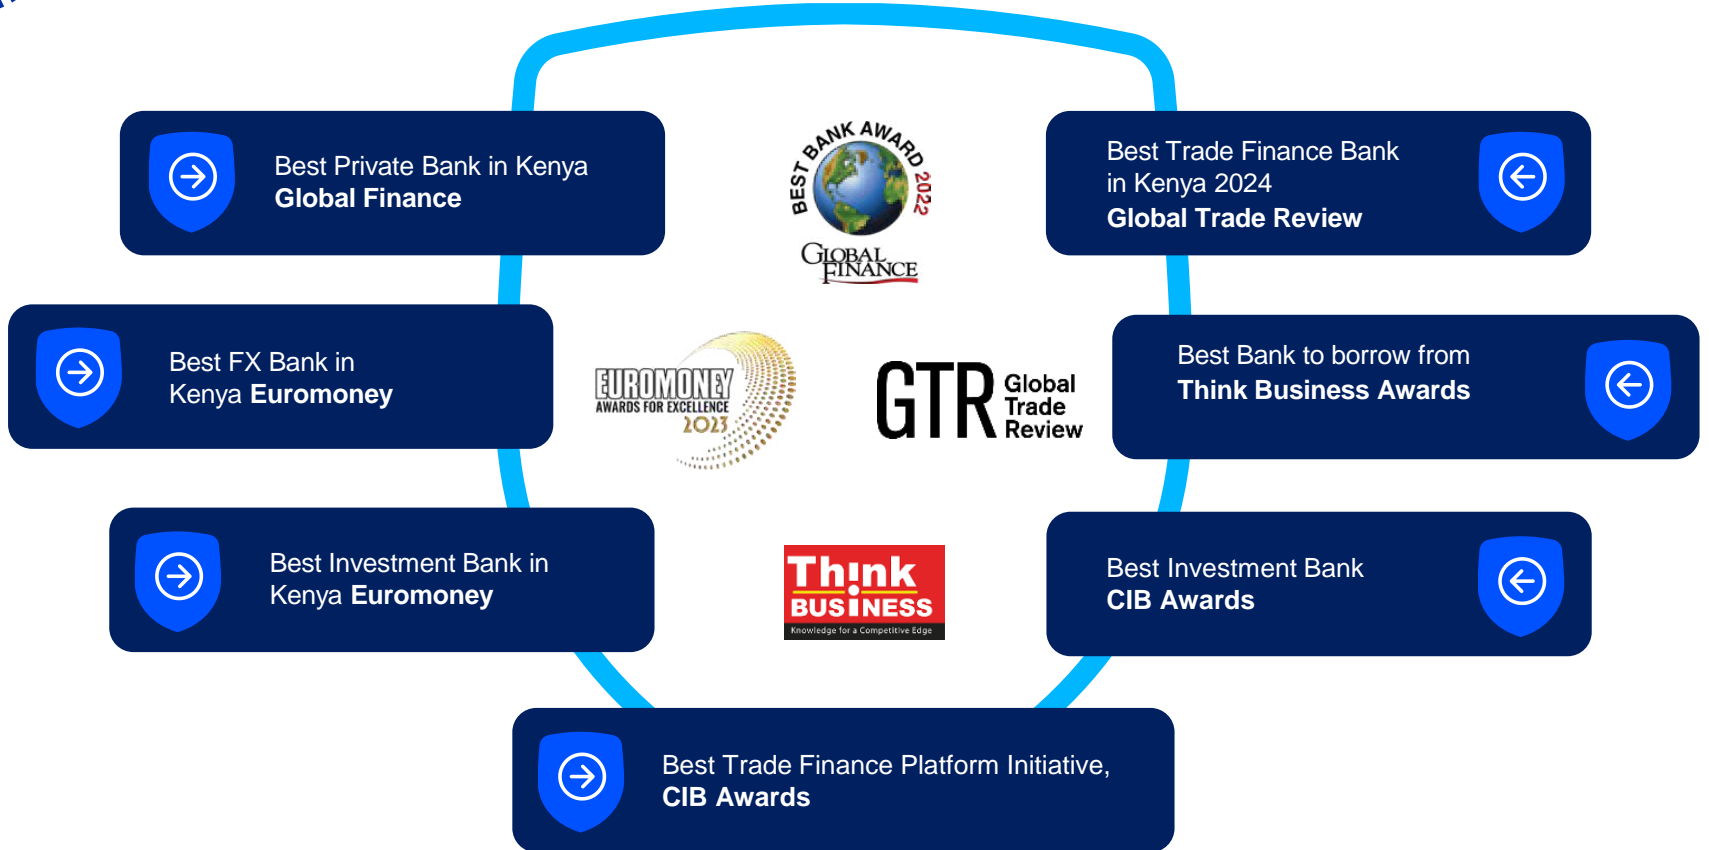 Best Private Bank in Kenya
Global Finance
BEST BANK AWARD 2022
GLOBAL
FINANCE
Best Trade Finance Bank
in Kenya 2024
Global Trade Review
Best FX Bank in
Kenya Euromoney
EUROMONEY
AWARDS FOR EXCELLENCE
2023
GTR
Global
Trade
Review
Best Bank to borrow from
Think Business Awards
Best Investment Bank in
Kenya Euromoney
Think
BUSINESS
Knowledge for a Competitive Edge
Best Investment Bank
CIB Awards
Best Trade Finance Platform Initiative,
CIB Awards